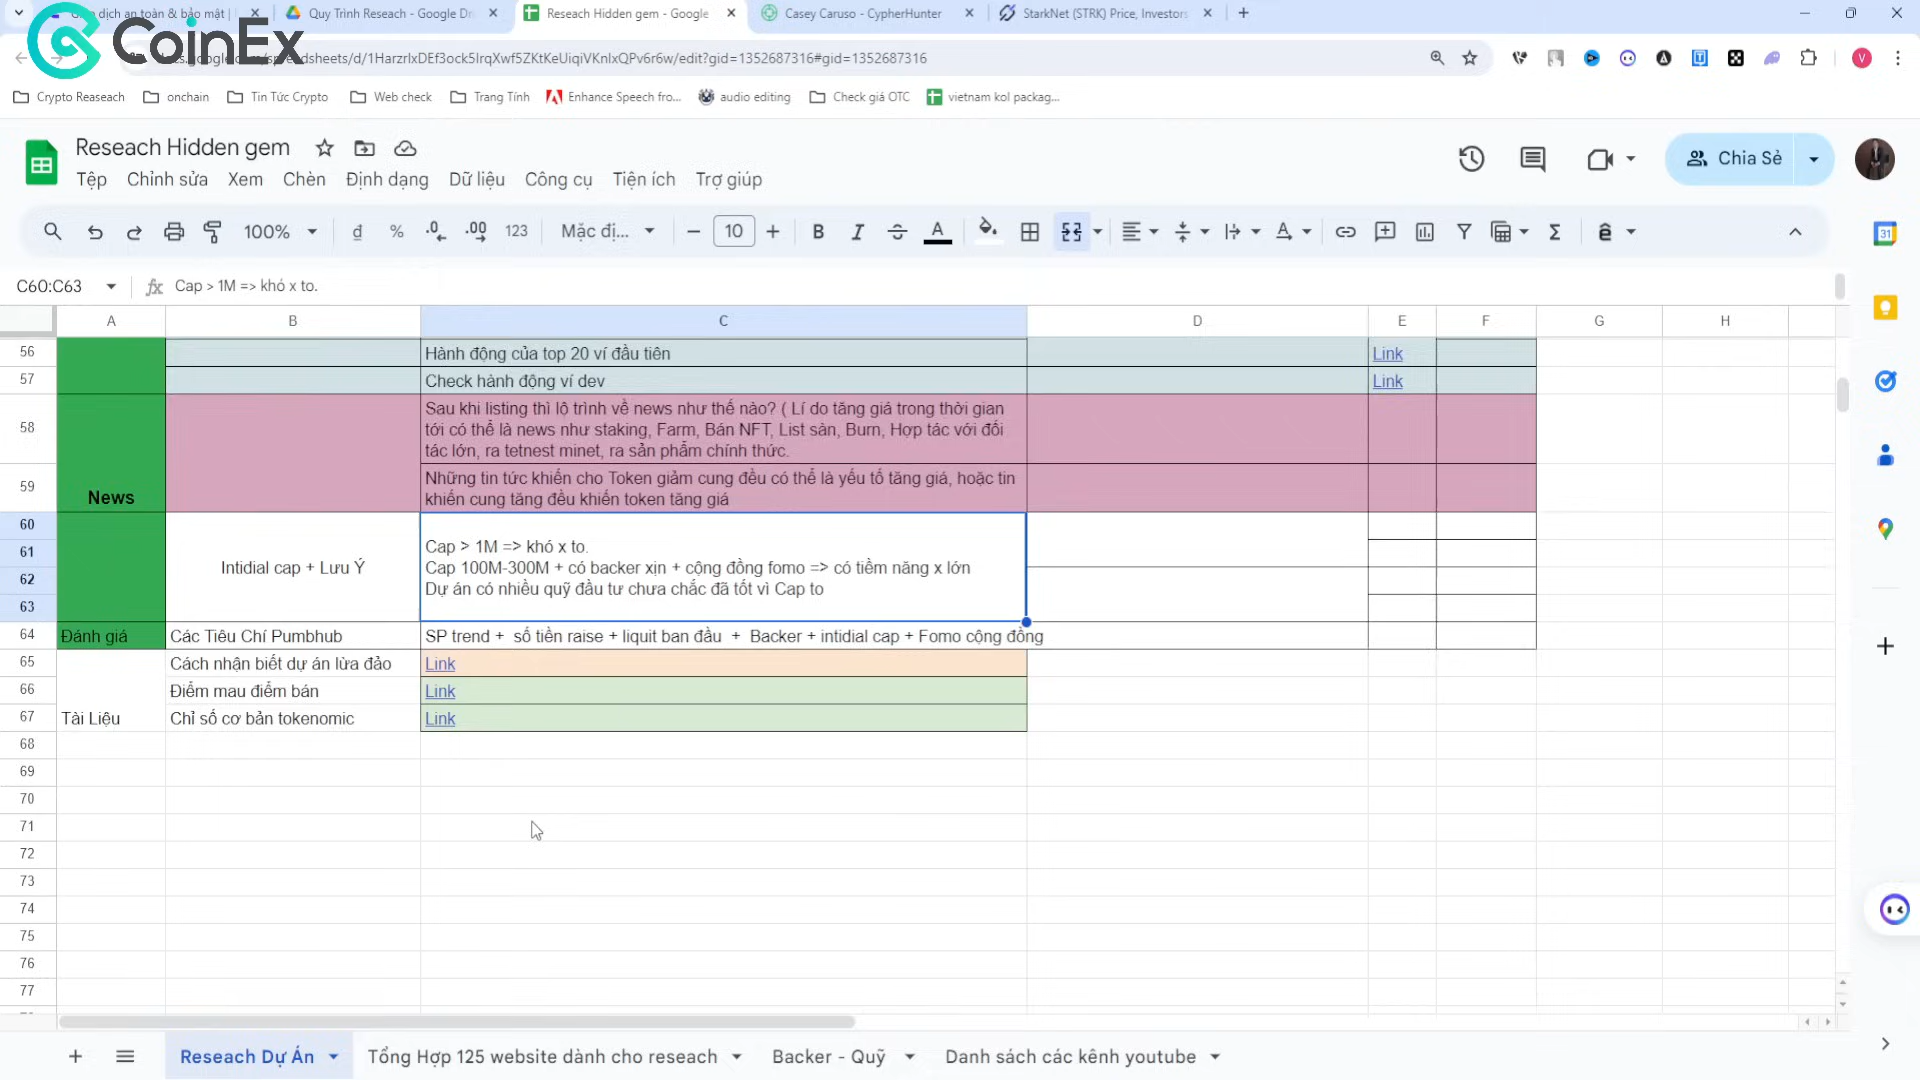 CoinEx
dịch an toàn & bảo mật |
Quy Trình Reseach - Google Dri
Reseach Hidden gem - Google
Casey Caruso - CypherHunter
StarkNet (STRK) Price, Investors
/d/1HarzrIxDEf3ock5IrqXwf5ZKtKeUiqiVKnIxQPv6r6w/edit?gid=1352687316#gid=1352687316
Crypto Reaseach
onchain
Tin Tức Crypto
Web check
Trang Tính
Enhance Speech fro...
audio editing
Check giá OTC
vietnam kol packag...
Reseach Hidden gem
Tệp Chỉnh sửa Xem Chèn Định dạng Dữ liệu Công cụ Tiện ích Trợ giúp
Chia Sẻ
100% đ % .0 .00 123 Mặc đị... 10 B I A
C60:C63
fx Cap > 1M => khó x to.
A B C D E F G H
56 Hành động của top 20 ví đầu tiên Link
57 Check hành động ví dev Link
58 Sau khi listing thì lộ trình về news như thế nào? ( Lí do tăng giá trong thời gian
tới có thể là news như staking, Farm, Bán NFT, List sàn, Burn, Hợp tác với đối
tác lớn, ra tetnest minet, ra sản phẩm chính thức.
59 News Những tin tức khiến cho Token giảm cung đều có thể là yếu tố tăng giá, hoặc tin
khiến cung tăng đều khiến token tăng giá
60
61
62
63
Intidial cap + Lưu Ý
Cap > 1M => khó x to.
Cap 100M-300M + có backer xịn + cộng đồng fomo => có tiềm năng x lớn
Dự án có nhiều quỹ đầu tư chưa chắc đã tốt vì Cap to
64 Đánh giá Các Tiêu Chí Pumbhub SP trend + số tiền raise + liquit ban đầu + Backer + intidial cap + Fomo cộng đồng
65 Cách nhận biết dự án lừa đảo Link
66 Điểm mau điểm bán Link
67 Tài Liệu Chỉ số cơ bản tokenomic Link
68
69
70
71
72
73
74
75
76
77
Reseach Dự Án
Tổng Hợp 125 website dành cho reseach
Backer - Quỹ
Danh sách các kênh youtube